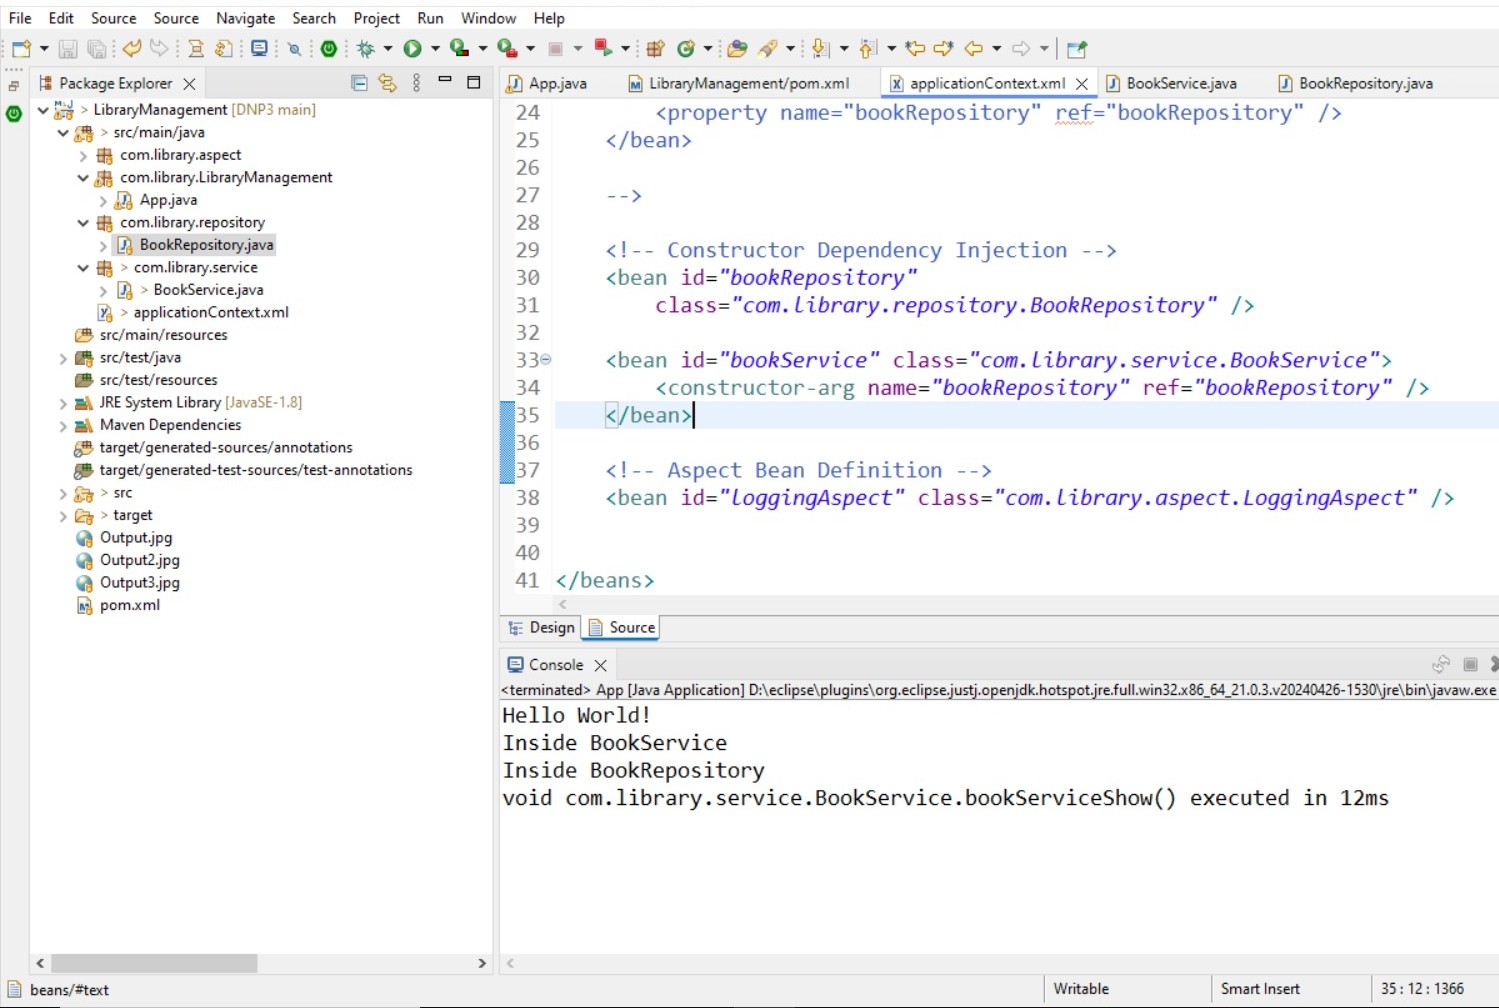 File Edit Source Source Navigate Search Project Run Window Help
Package Explorer
App.java LibraryManagement/pom.xml applicationContext.xml BookService.java BookRepository.java
> LibraryManagement [DNP3 main]
> src/main/java
com.library.aspect
com.library.LibraryManagement
App.java
com.library.repository
BookRepository.java
> com.library.service
> BookService.java
> applicationContext.xml
src/main/resources
src/test/java
src/test/resources
JRE System Library [JavaSE-1.8]
Maven Dependencies
target/generated-sources/annotations
target/generated-test-sources/test-annotations
> src
> target
Output.jpg
Output2.jpg
Output3.jpg
pom.xml
24 <property name="bookRepository" ref="bookRepository" />
25 </bean>
26
27 -->
28
29 <!-- Constructor Dependency Injection -->
30 <bean id="bookRepository"
31 class="com.library.repository.BookRepository" />
32
33 <bean id="bookService" class="com.library.service.BookService">
34 <constructor-arg name="bookRepository" ref="bookRepository" />
35 </bean>
36
37 <!-- Aspect Bean Definition -->
38 <bean id="loggingAspect" class="com.library.aspect.LoggingAspect" />
39
40
41 </beans>
Design Source
Console
<terminated> App [Java Application] D:\eclipse\plugins\org.eclipse.justj.openjdk.hotspot.jre.full.win32.x86_64_21.0.3.v20240426-1530\jre\bin\javaw.exe
Hello World!
Inside BookService
Inside BookRepository
void com.library.service.BookService.bookServiceShow() executed in 12ms
beans/#text
Writable Smart Insert 35 : 12 : 1366